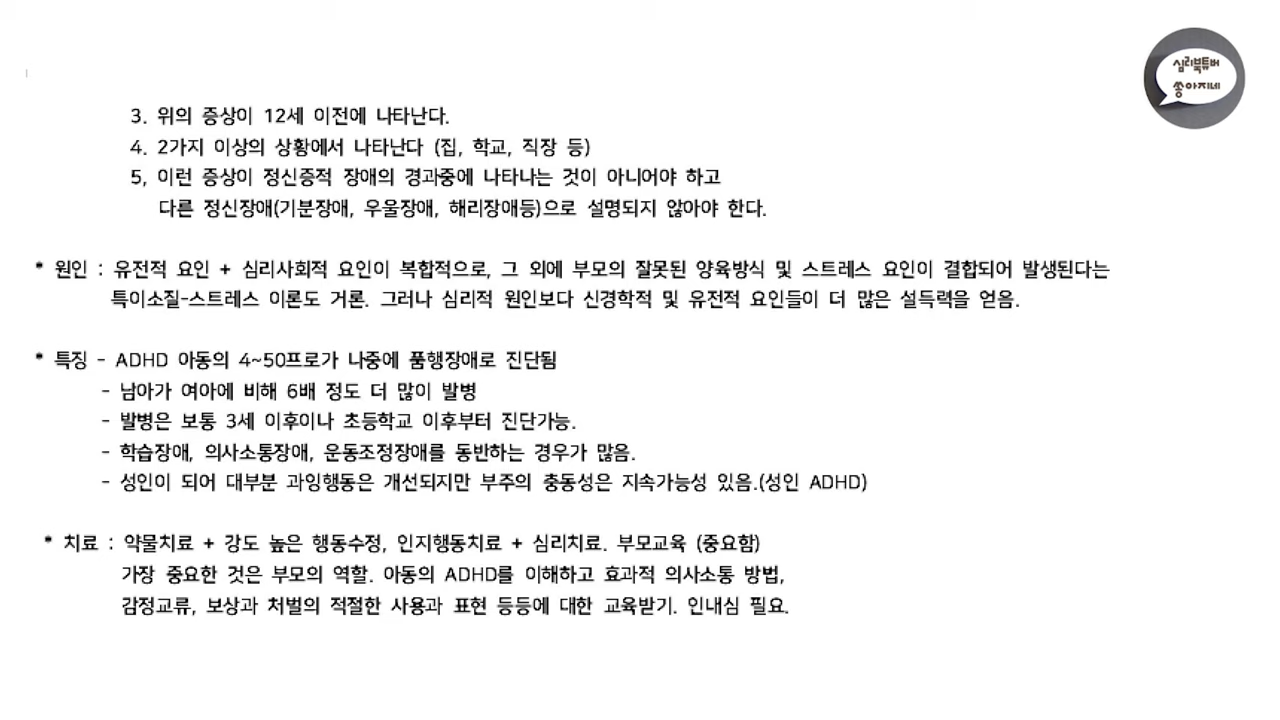 심리북튜버
쏭아지네
3. 위의 증상이 12세 이전에 나타난다.
4. 2가지 이상의 상황에서 나타난다 (집, 학교, 직장 등)
5, 이런 증상이 정신증적 장애의 경과중에 나타나는 것이 아니어야 하고
다른 정신장애(기분장애, 우울장애, 해리장애등)으로 설명되지 않아야 한다.
* 원인 : 유전적 요인 + 심리사회적 요인이 복합적으로, 그 외에 부모의 잘못된 양육방식 및 스트레스 요인이 결합되어 발생된다는
특이소질-스트레스 이론도 거론. 그러나 심리적 원인보다 신경학적 및 유전적 요인들이 더 많은 설득력을 얻음.
* 특징 - ADHD 아동의 4~50프로가 나중에 품행장애로 진단됨
- 남아가 여아에 비해 6배 정도 더 많이 발병
- 발병은 보통 3세 이후이나 초등학교 이후부터 진단가능.
- 학습장애, 의사소통장애, 운동조정장애를 동반하는 경우가 많음.
- 성인이 되어 대부분 과잉행동은 개선되지만 부주의 충동성은 지속가능성 있음.(성인 ADHD)
* 치료 : 약물치료 + 강도 높은 행동수정, 인지행동치료 + 심리치료. 부모교육 (중요함)
가장 중요한 것은 부모의 역할. 아동의 ADHD를 이해하고 효과적 의사소통 방법,
감정교류, 보상과 처벌의 적절한 사용과 표현 등등에 대한 교육받기. 인내심 필요.